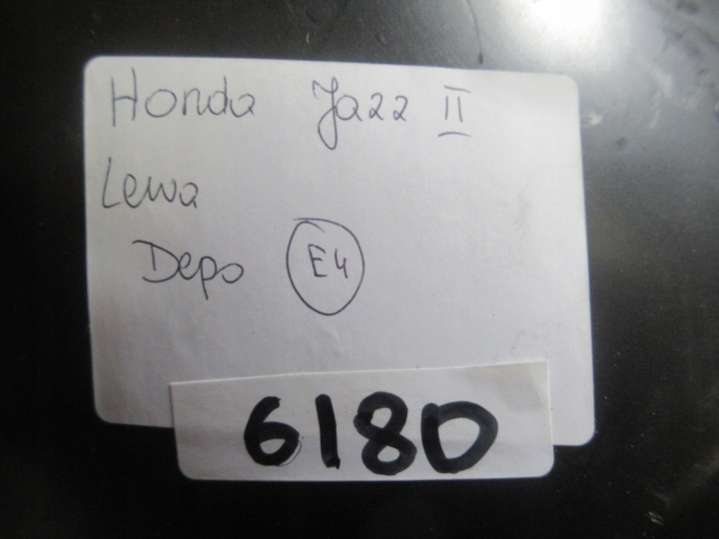 Honda Jazz II
Lewa
Depo E4
6180